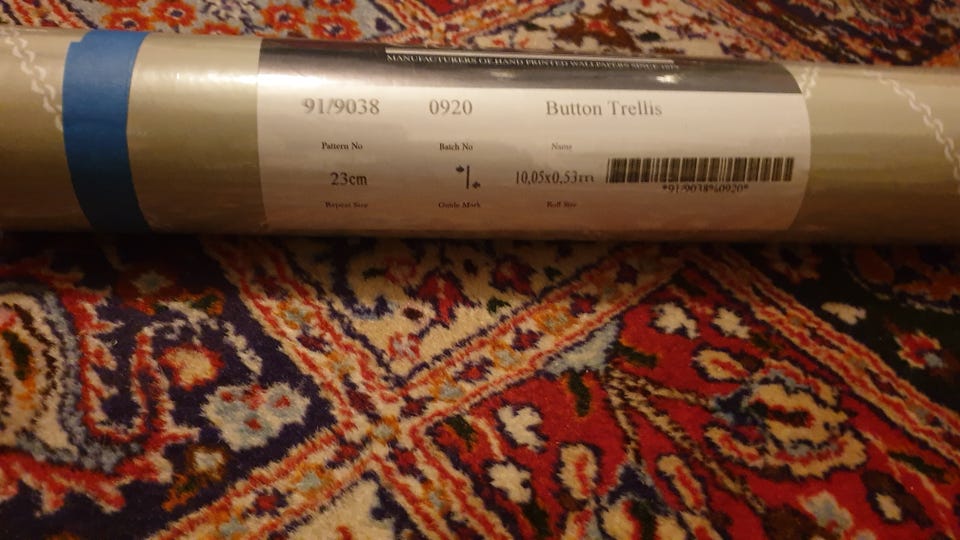 MANUFACTURERS OF HAND PRINTED WALLPAPERS SINCE
91/9038 0920 Button Trellis
Pattern No Batch No Name
23cm 10,05x0,53m
*91/9038%0920*
Repeat Size Guide Mark Roll Size